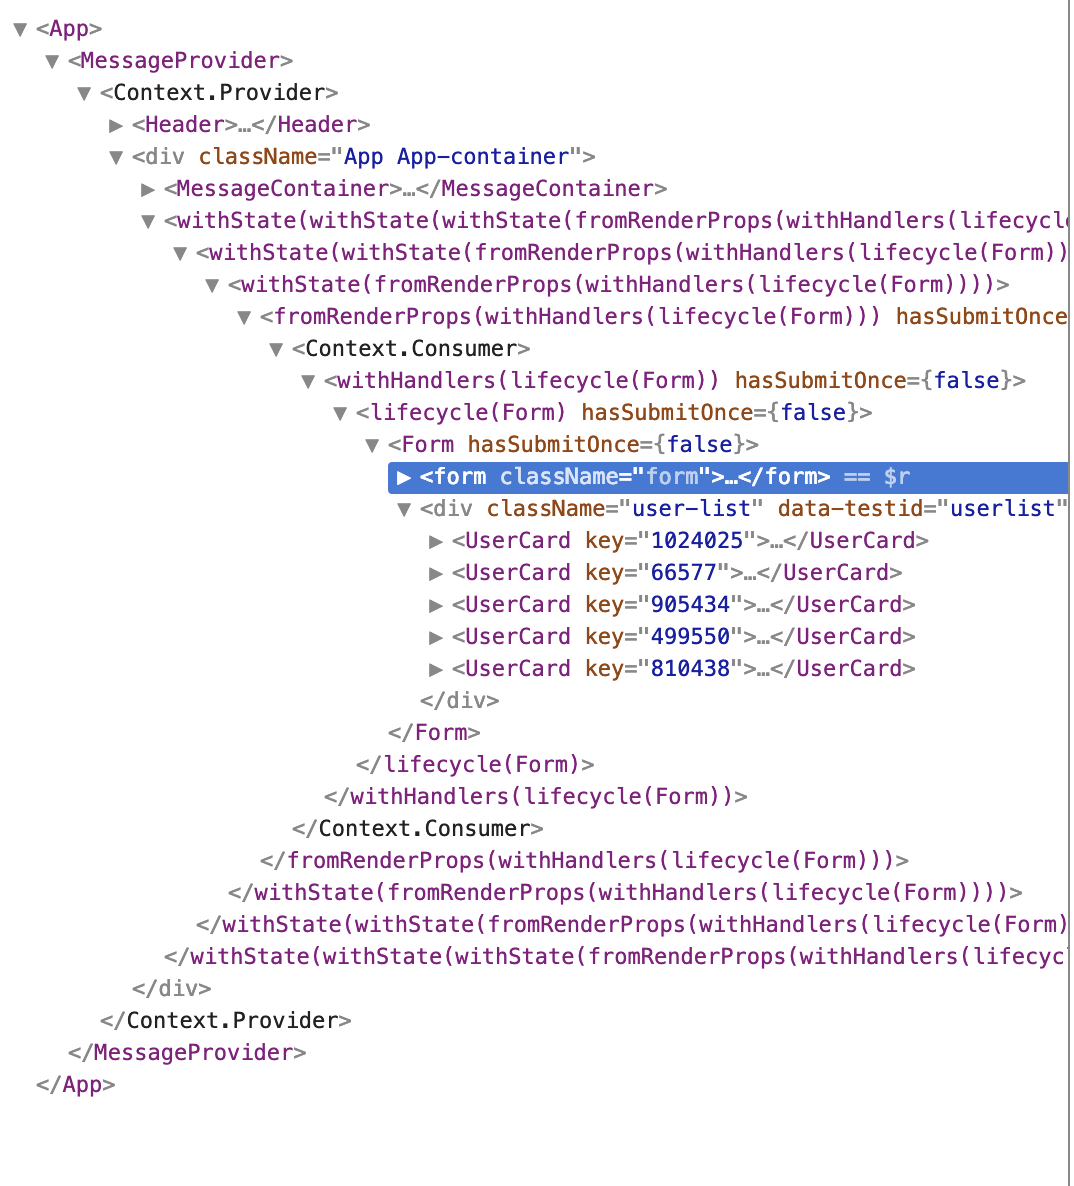 ▼ <App>
▼ <MessageProvider>
▼ <Context.Provider>
▶ <Header>…</Header>
▼ <div className="App App-container">
▶ <MessageContainer>…</MessageContainer>
▼ <withState(withState(withState(fromRenderProps(withHandlers(lifecycle
▼ <withState(withState(fromRenderProps(withHandlers(lifecycle(Form))
▼ <withState(fromRenderProps(withHandlers(lifecycle(Form))))>
▼ <fromRenderProps(withHandlers(lifecycle(Form))) hasSubmitOnce
▼ <Context.Consumer>
▼ <withHandlers(lifecycle(Form)) hasSubmitOnce={false}>
▼ <lifecycle(Form) hasSubmitOnce={false}>
▼ <Form hasSubmitOnce={false}>
▶ <form className="form">…</form> == $r
▼ <div className="user-list" data-testid="userlist"
▶ <UserCard key="1024025">…</UserCard>
▶ <UserCard key="66577">…</UserCard>
▶ <UserCard key="905434">…</UserCard>
▶ <UserCard key="499550">…</UserCard>
▶ <UserCard key="810438">…</UserCard>
</div>
</Form>
</lifecycle(Form)>
</withHandlers(lifecycle(Form))>
</Context.Consumer>
</fromRenderProps(withHandlers(lifecycle(Form)))>
</withState(fromRenderProps(withHandlers(lifecycle(Form))))>
</withState(withState(fromRenderProps(withHandlers(lifecycle(Form)
</withState(withState(withState(fromRenderProps(withHandlers(lifecyc
</div>
</Context.Provider>
</MessageProvider>
</App>